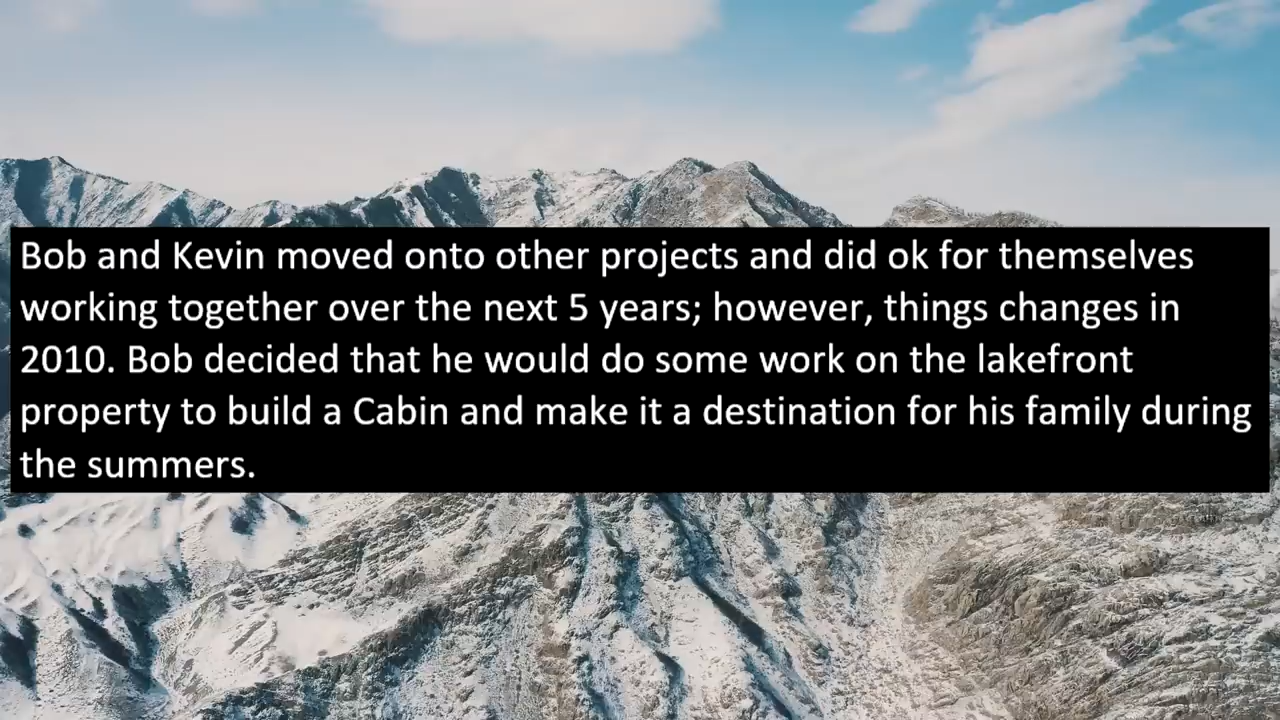 Bob and Kevin moved onto other projects and did ok for themselves
working together over the next 5 years; however, things changes in
2010. Bob decided that he would do some work on the lakefront
property to build a Cabin and make it a destination for his family during
the summers.